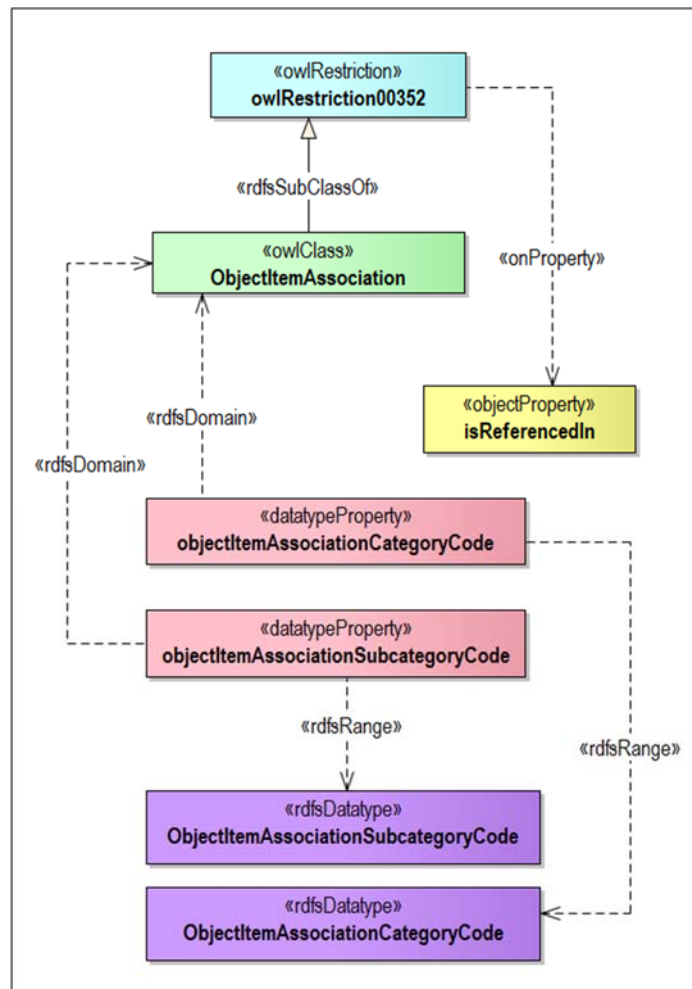 «owlRestriction»
owlRestriction00352
«rdfsSubClassOf»
«owlClass»
ObjectItemAssociation
«onProperty»
«objectProperty»
isReferencedIn
«rdfsDomain»
«rdfsDomain»
«datatypeProperty»
objectItemAssociationCategoryCode
«datatypeProperty»
objectItemAssociationSubcategoryCode
«rdfsRange»
«rdfsRange»
«rdfsDatatype»
ObjectItemAssociationSubcategoryCode
«rdfsDatatype»
ObjectItemAssociationCategoryCode